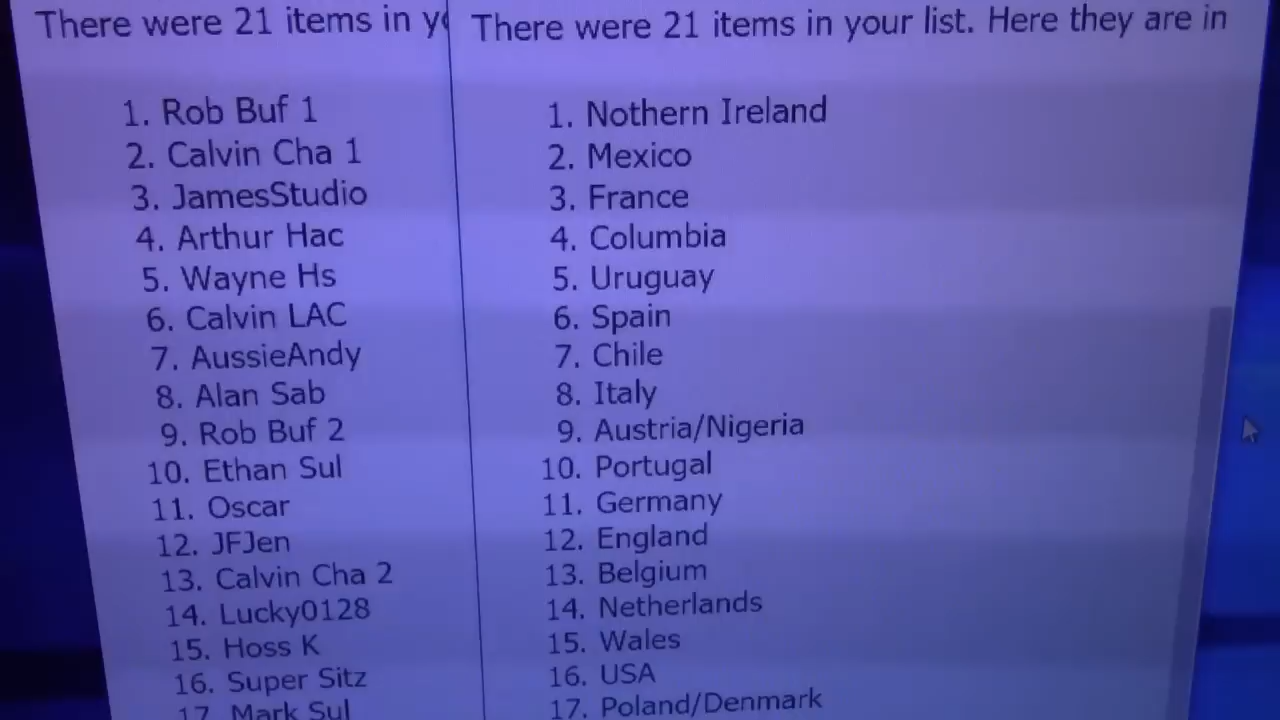 There were 21 items in yo
1. Rob Buf 1
2. Calvin Cha 1
3. JamesStudio
4. Arthur Hac
5. Wayne Hs
6. Calvin LAC
7. AussieAndy
8. Alan Sab
9. Rob Buf 2
10. Ethan Sul
11. Oscar
12. JFJen
13. Calvin Cha 2
14. Lucky0128
15. Hoss K
16. Super Sitz
17. Mark Sul
There were 21 items in your list. Here they are in
1. Nothern Ireland
2. Mexico
3. France
4. Columbia
5. Uruguay
6. Spain
7. Chile
8. Italy
9. Austria/Nigeria
10. Portugal
11. Germany
12. England
13. Belgium
14. Netherlands
15. Wales
16. USA
17. Poland/Denmark